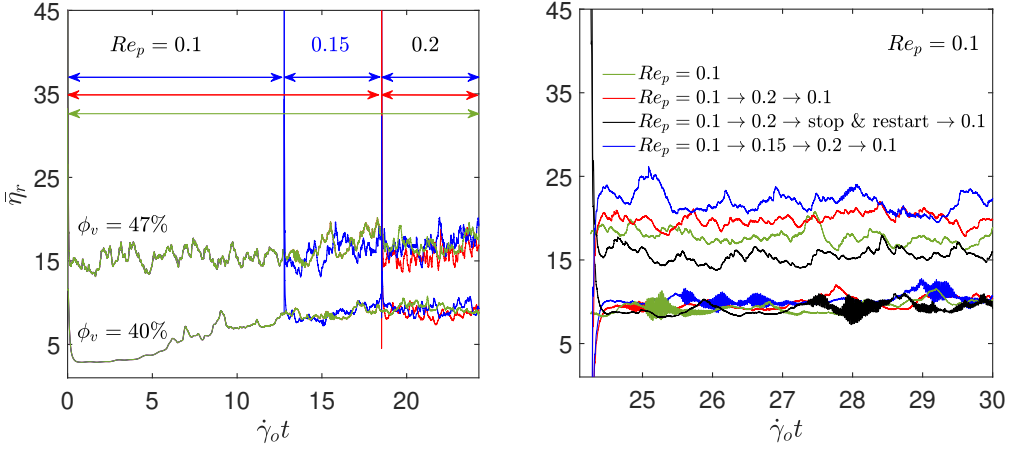 45
35
25
15
5
η̄_r
Re_p = 0.1
0.15
0.2
ϕ_v = 47%
ϕ_v = 40%
0
5
10
15
20
γ̇_o t
45
35
25
15
5
Re_p = 0.1
Re_p = 0.1
Re_p = 0.1 → 0.2 → 0.1
Re_p = 0.1 → 0.2 → stop & restart → 0.1
Re_p = 0.1 → 0.15 → 0.2 → 0.1
25
26
27
28
29
30
γ̇_o t